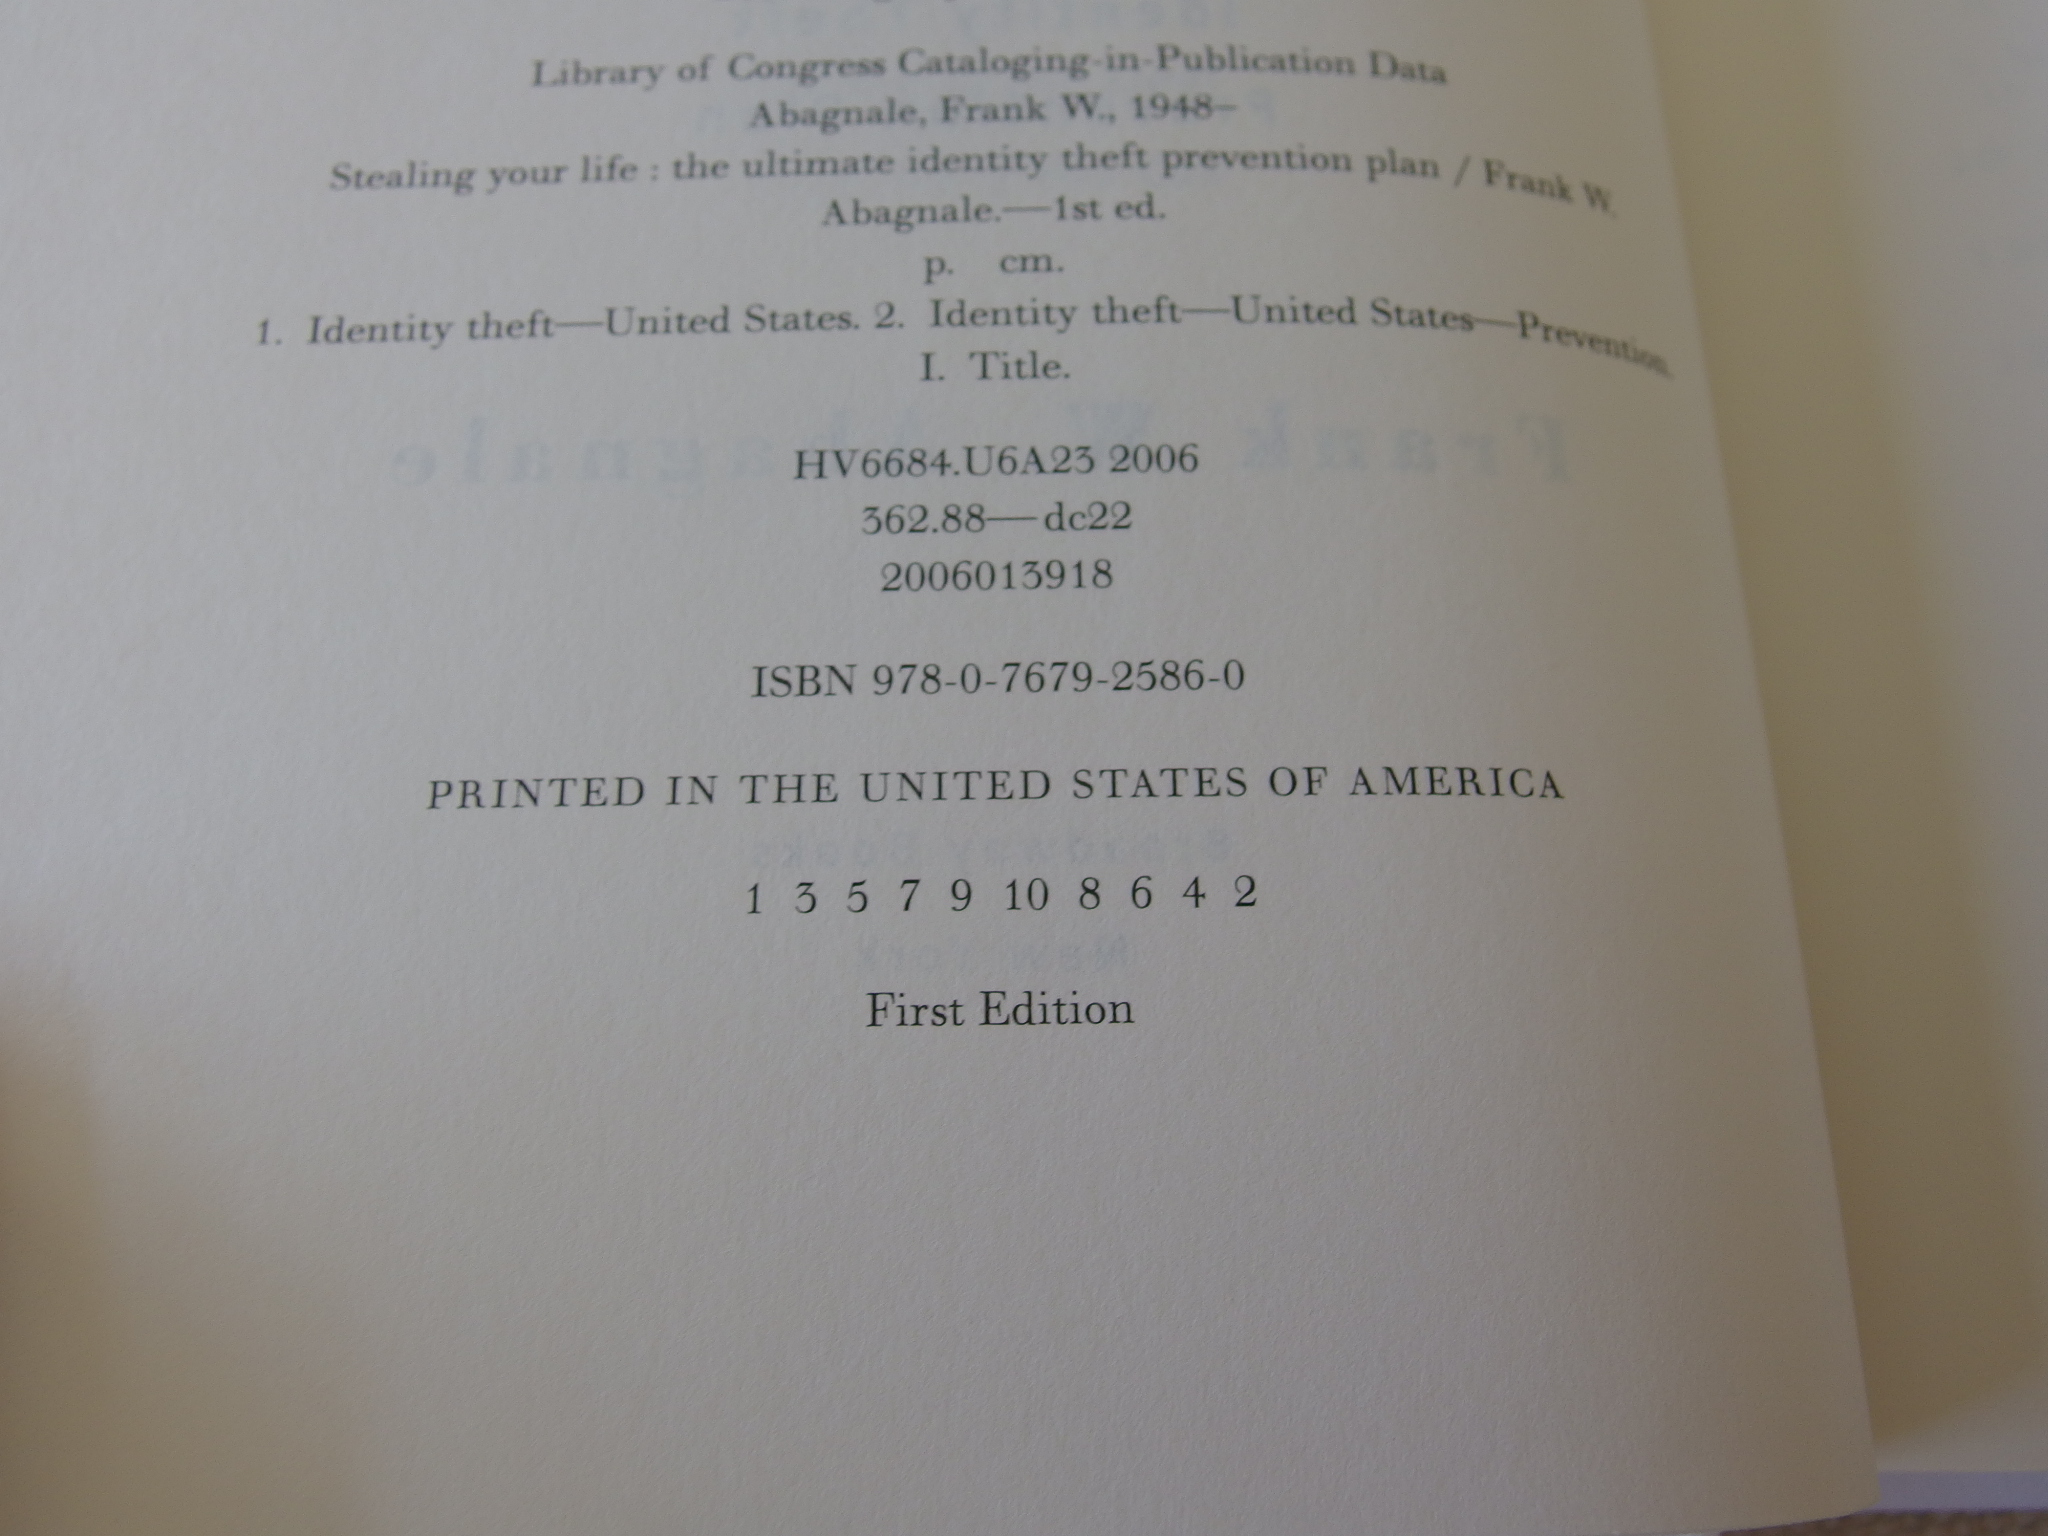 Library of Congress Cataloging-in-Publication Data
Abagnale, Frank W., 1948–
Stealing your life : the ultimate identity theft prevention plan / Frank W.
Abagnale.—1st ed.
p. cm.
1. Identity theft—United States. 2. Identity theft—United States—Prevention.
I. Title.
HV6684.U6A23 2006
362.88—dc22
2006013918
ISBN 978-0-7679-2586-0
PRINTED IN THE UNITED STATES OF AMERICA
1 3 5 7 9 10 8 6 4 2
First Edition